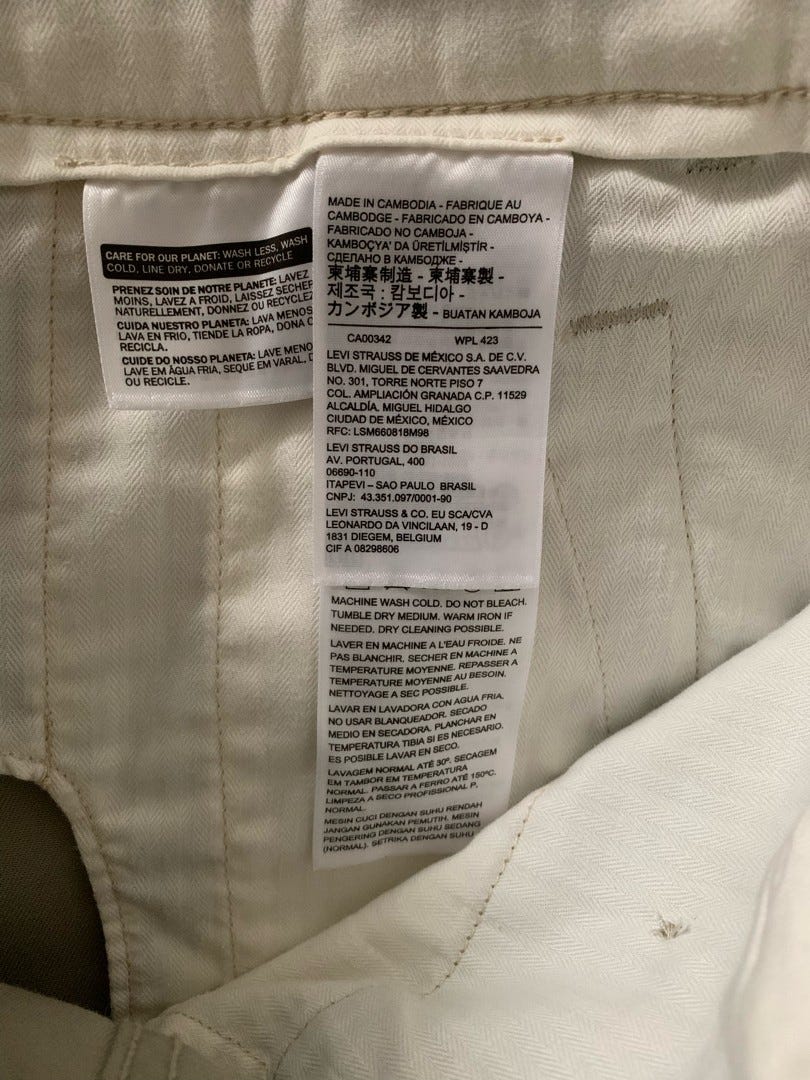 CARE FOR OUR PLANET: WASH LESS, WASH
COLD, LINE DRY, DONATE OR RECYCLE
PRENEZ SOIN DE NOTRE PLANETE: LAVEZ
MOINS, LAVEZ A FROID, LAISSEZ SECHER
NATURELLEMENT, DONNEZ OU RECYCLEZ
CUIDA NUESTRO PLANETA: LAVA MENOS
LAVA EN FRIO, TIENDE LA ROPA, DONA O
RECICLA.
CUIDE DO NOSSO PLANETA: LAVE MENO
LAVE EM ÁGUA FRIA, SEQUE EM VARAL,
OU RECICLE.
MADE IN CAMBODIA - FABRIQUE AU
CAMBODGE - FABRICADO EN CAMBOYA -
FABRICADO NO CAMBOJA -
KAMBOÇYA' DA ÜRETİLMİŞTİR -
СДЕЛАНО В КАМБОДЖЕ -
柬埔寨制造 - 柬埔寨製 -
제조국 : 캄보디아 -
カンボジア製 - BUATAN KAMBOJA
CA00342 WPL 423
LEVI STRAUSS DE MÉXICO S.A. DE C.V.
BLVD. MIGUEL DE CERVANTES SAAVEDRA
NO. 301, TORRE NORTE PISO 7
COL. AMPLIACIÓN GRANADA C.P. 11529
ALCALDÍA. MIGUEL HIDALGO
CIUDAD DE MÉXICO, MÉXICO
RFC: LSM660818M98
LEVI STRAUSS DO BRASIL
AV. PORTUGAL, 400
06690-110
ITAPEVI – SAO PAULO BRASIL
CNPJ: 43.351.097/0001-90
LEVI STRAUSS & CO. EU SCA/CVA
LEONARDO DA VINCILAAN, 19 - D
1831 DIEGEM, BELGIUM
CIF A 08298606
MACHINE WASH COLD. DO NOT BLEACH.
TUMBLE DRY MEDIUM. WARM IRON IF
NEEDED. DRY CLEANING POSSIBLE.
LAVER EN MACHINE A L'EAU FROIDE. NE
PAS BLANCHIR. SECHER EN MACHINE A
TEMPERATURE MOYENNE. REPASSER A
TEMPERATURE MOYENNE AU BESOIN.
NETTOYAGE A SEC POSSIBLE.
LAVAR EN LAVADORA CON AGUA FRIA.
NO USAR BLANQUEADOR. SECADO
MEDIO EN SECADORA. PLANCHAR EN
TEMPERATURA TIBIA SI ES NECESARIO.
ES POSIBLE LAVAR EN SECO.
LAVAGEM NORMAL ATÉ 30º. SECAGEM
EM TAMBOR EM TEMPERATURA
NORMAL. PASSAR A FERRO ATÉ 150ºC.
LIMPEZA A SECO PROFISSIONAL P,
NORMAL.
MESIN CUCI DENGAN SUHU RENDAH
JANGAN GUNAKAN PEMUTIH. MESIN
PENGERING DENGAN SUHU SEDANG
(NORMAL). SETRIKA DENGAN SUHU